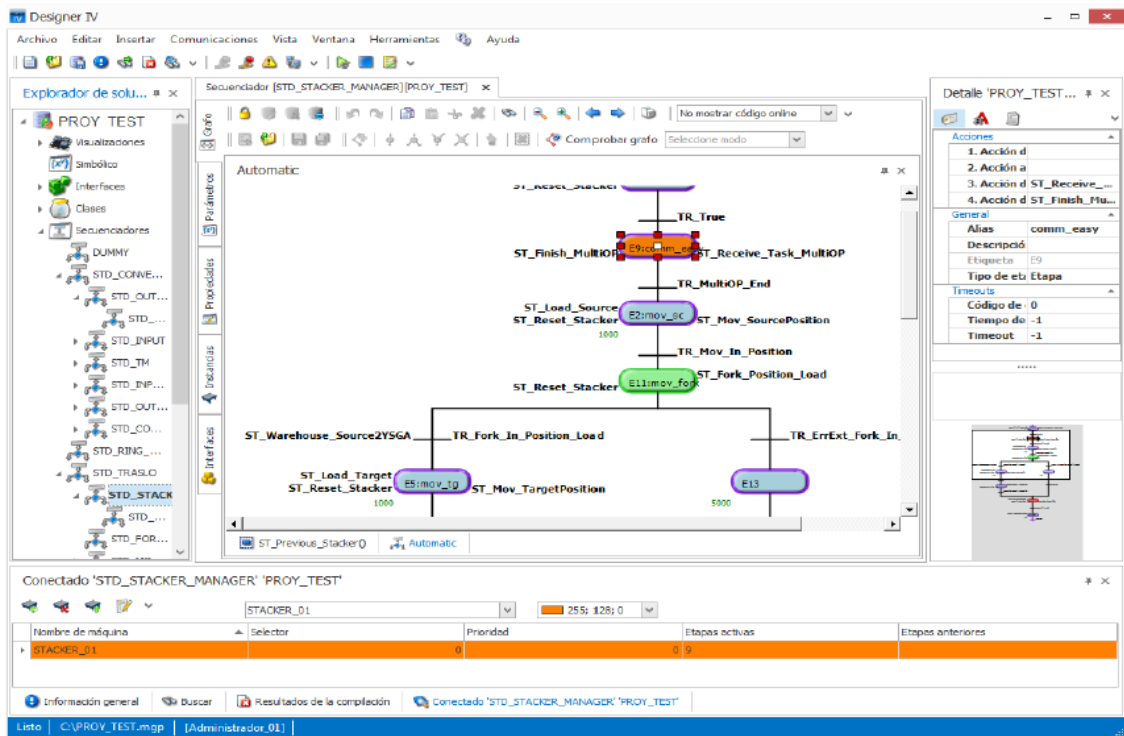 Designer IV
Archivo Editar Insertar Comunicaciones Vista Ventana Herramientas Ayuda
Explorador de solu...
PROY TEST
Visualizaciones
Simbólico
Interfaces
Clases
Secuenciadores
DUMMY
STD_CONVE...
STD_OUT...
STD_...
STD_INPUT
STD_TM
STD_INP...
STD_OUT...
STD_CO...
STD_RING_...
STD_TRASLO
STD_STACK
STD_...
STD_FOR...
Secuenciador [STD_STACKER_MANAGER][PROY_TEST]
Grafo
Parámetros
Propiedades
Instancias
Interfaces
No mostrar código online
Comprobar grafo Seleccione modo
Automatic
ST_Reset_Stacker
TR_True
ST_Finish_MultiOP E9:comm_easy ST_Receive_Task_MultiOP
TR_MultiOP_End
ST_Load_Source
ST_Reset_Stacker E2:mov_sc ST_Mov_SourcePosition
1000
TR_Mov_In_Position
ST_Reset_Stacker E11:mov_fork ST_Fork_Position_Load
ST_Warehouse_Source2YSGA TR_Fork_In_Position_Load TR_ErrExt_Fork_In_
ST_Load_Target
ST_Reset_Stacker E5:mov_tg ST_Mov_TargetPosition E13
1000 5000
ST_Previous_Stacker() Automatic
Detalle 'PROY_TEST...
Acciones
1. Acción d
2. Acción a
3. Acción d ST_Receive_...
4. Acción d ST_Finish_Mu...
General
Alias comm_easy
Descripció
Etiqueta E9
Tipo de eti Etapa
Timeouts
Código de 0
Tiempo de -1
Timeout -1
Conectado 'STD_STACKER_MANAGER' 'PROY_TEST'
STACKER_01 255; 128; 0
Nombre de máquina Selector Prioridad Etapas activas Etapas anteriores
STACKER_01 0 0 9
Información general Buscar Resultados de la compilación Conectado 'STD_STACKER_MANAGER' 'PROY_TEST'
Listo C:\PROY_TEST.mgp [Administrador_01]